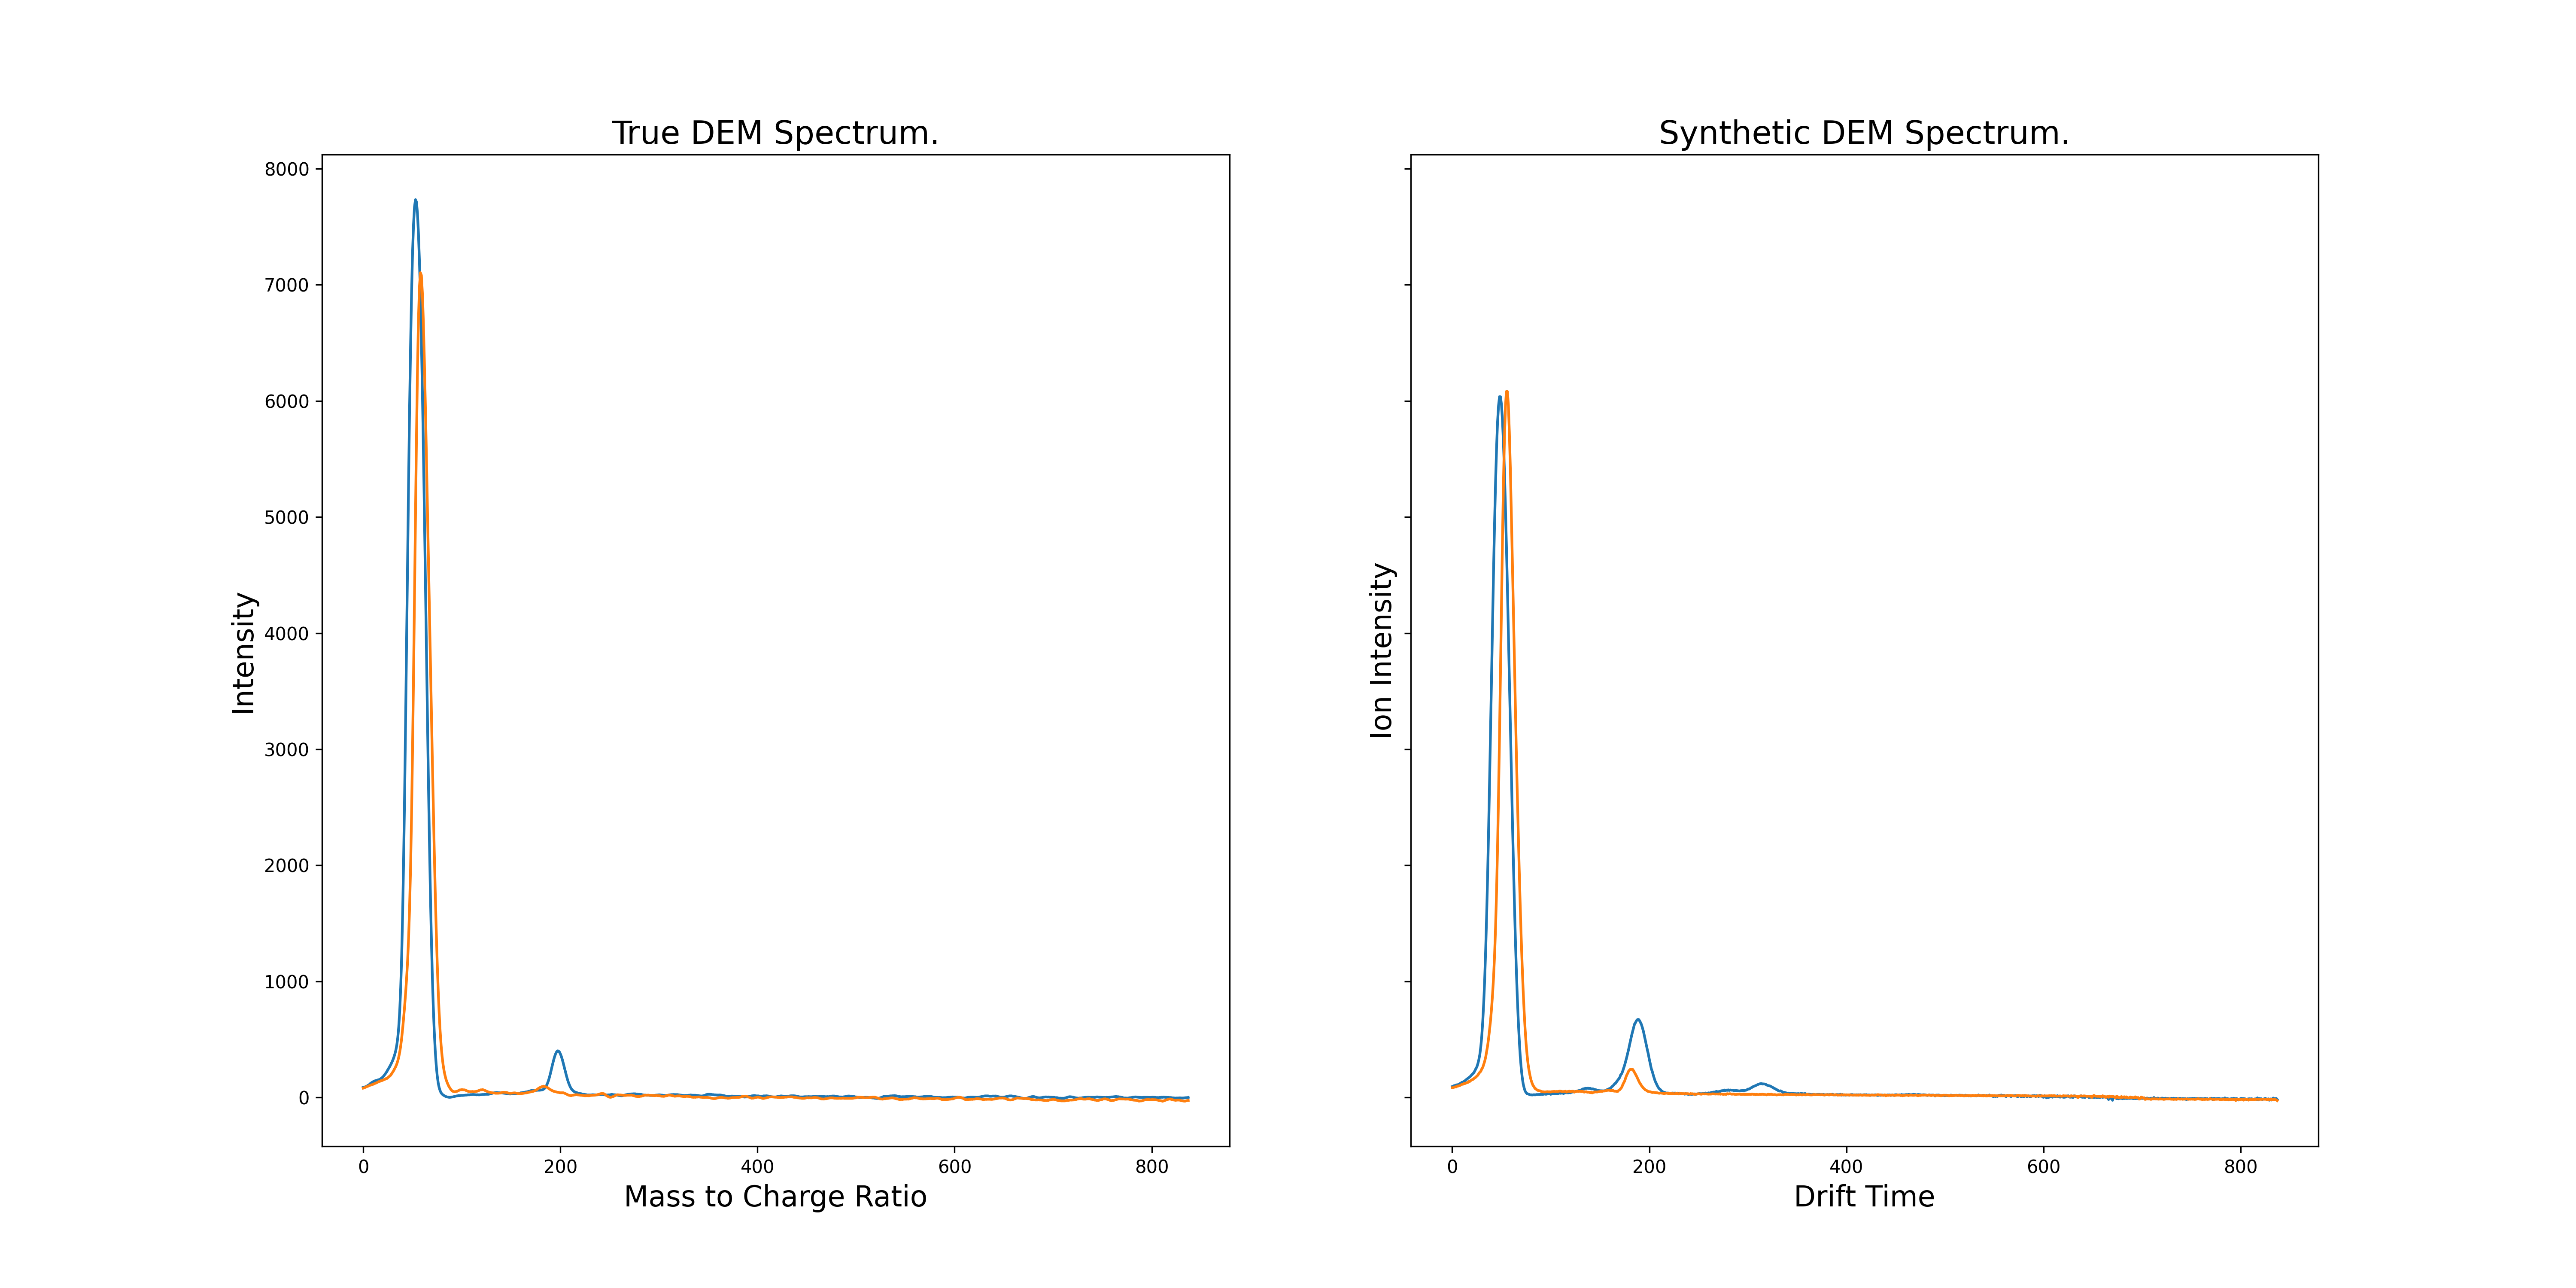 True DEM Spectrum.
8000
7000
6000
5000
4000
3000
2000
1000
0
Intensity
0 200 400 600 800
Mass to Charge Ratio
Synthetic DEM Spectrum.
Ion Intensity
0 200 400 600 800
Drift Time